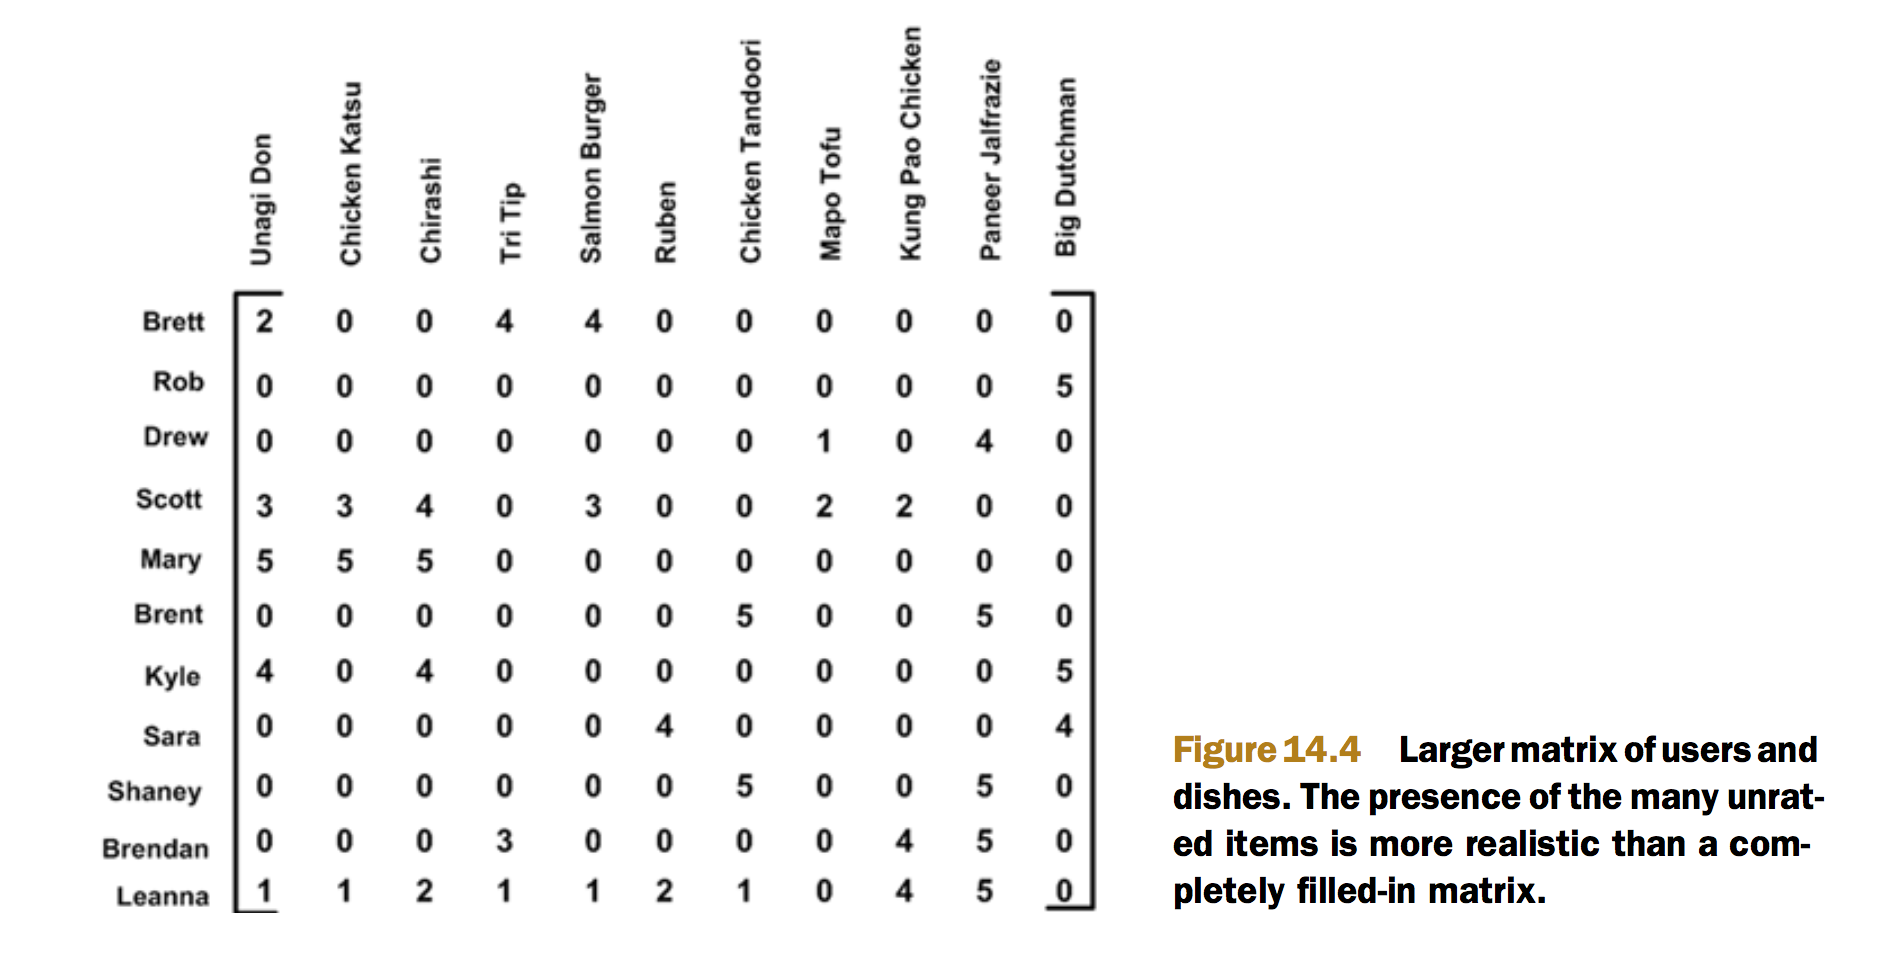 Unagi Don
Chicken Katsu
Chirashi
Tri Tip
Salmon Burger
Ruben
Chicken Tandoori
Mapo Tofu
Kung Pao Chicken
Paneer Jalfrazie
Big Dutchman
Brett 2 0 0 4 4 0 0 0 0 0 0
Rob 0 0 0 0 0 0 0 0 0 0 5
Drew 0 0 0 0 0 0 0 1 0 4 0
Scott 3 3 4 0 3 0 0 2 2 0 0
Mary 5 5 5 0 0 0 0 0 0 0 0
Brent 0 0 0 0 0 0 5 0 0 5 0
Kyle 4 0 4 0 0 0 0 0 0 0 5
Sara 0 0 0 0 0 4 0 0 0 0 4
Shaney 0 0 0 0 0 0 5 0 0 5 0
Brendan 0 0 0 3 0 0 0 0 4 5 0
Leanna 1 1 2 1 1 2 1 0 4 5 0
Figure 14.4 Larger matrix of users and
dishes. The presence of the many unrat-
ed items is more realistic than a com-
pletely filled-in matrix.